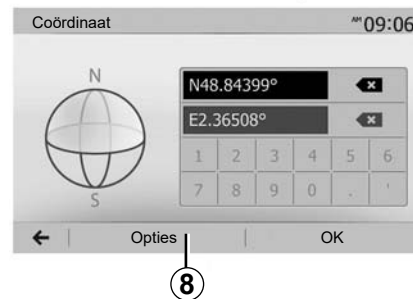 Coördinaat AM 09:06
N
S
N48.84399°
E2.36508°
1 2 3 4 5 6
7 8 9 0 . '
Opties OK
8